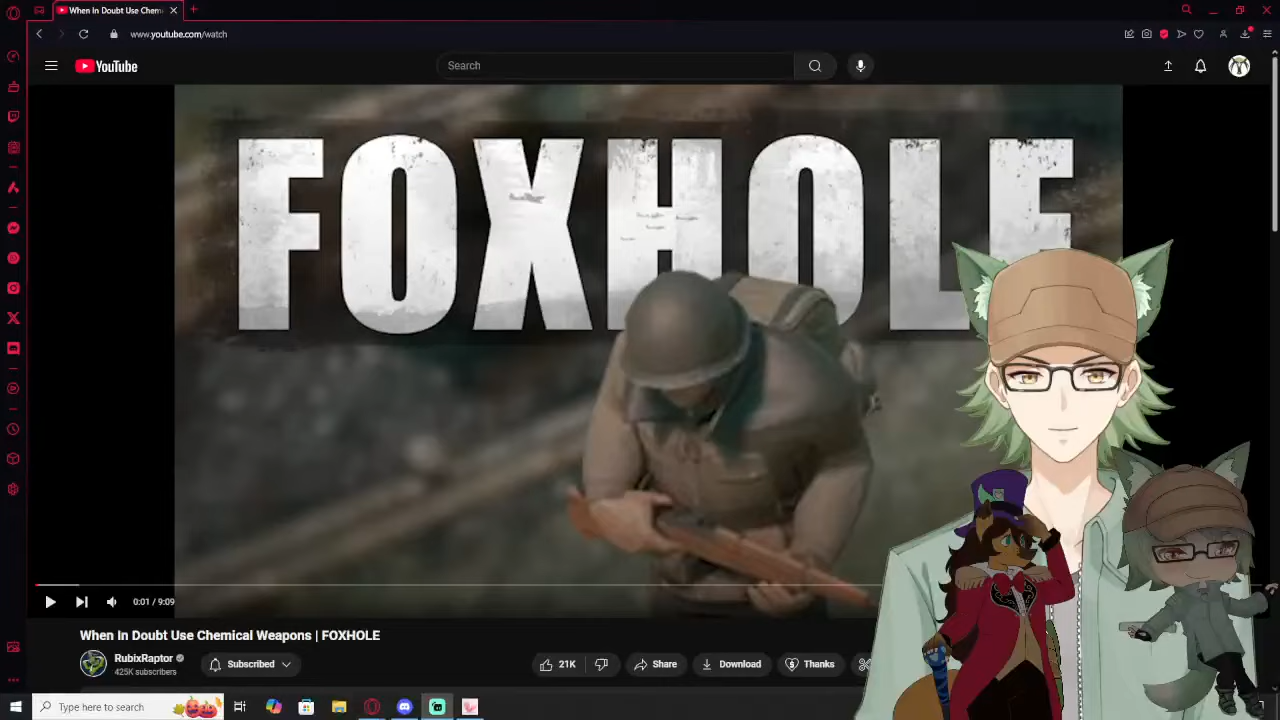 When In Doubt Use Chem
www.youtube.com/watch
YouTube
Search
FOXHOLE
0:01 / 9:09
When In Doubt Use Chemical Weapons | FOXHOLE
RubixRaptor
425K subscribers
Subscribed
21K
Share
Download
Thanks
Type here to search